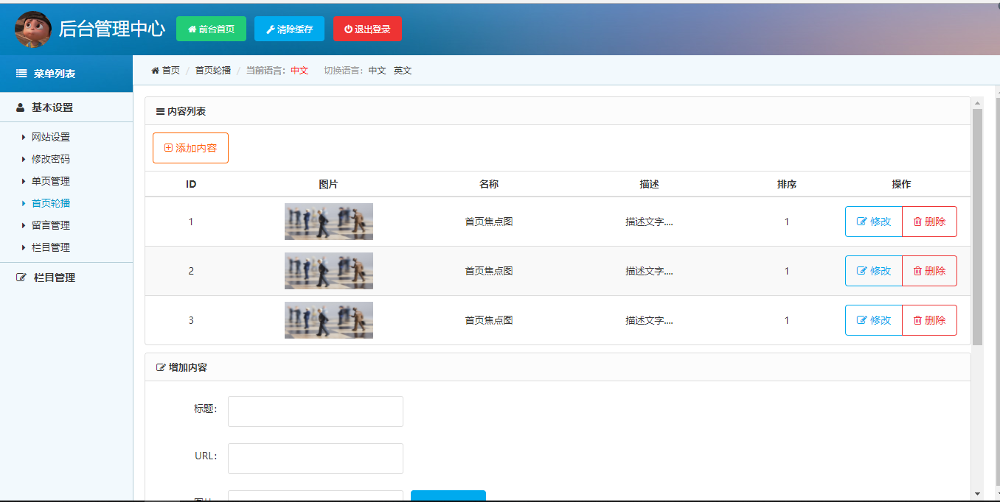 后台管理中心 前台首页 清除缓存 退出登录
菜单列表
首页 / 首页轮播 / 当前语言: 中文 切换语言: 中文 英文
基本设置
网站设置
修改密码
单页管理
首页轮播
留言管理
栏目管理
栏目管理
内容列表
添加内容
ID 图片 名称 描述 排序 操作
1 首页焦点图 描述文字.... 1 修改 删除
2 首页焦点图 描述文字.... 1 修改 删除
3 首页焦点图 描述文字.... 1 修改 删除
增加内容
标题:
URL: